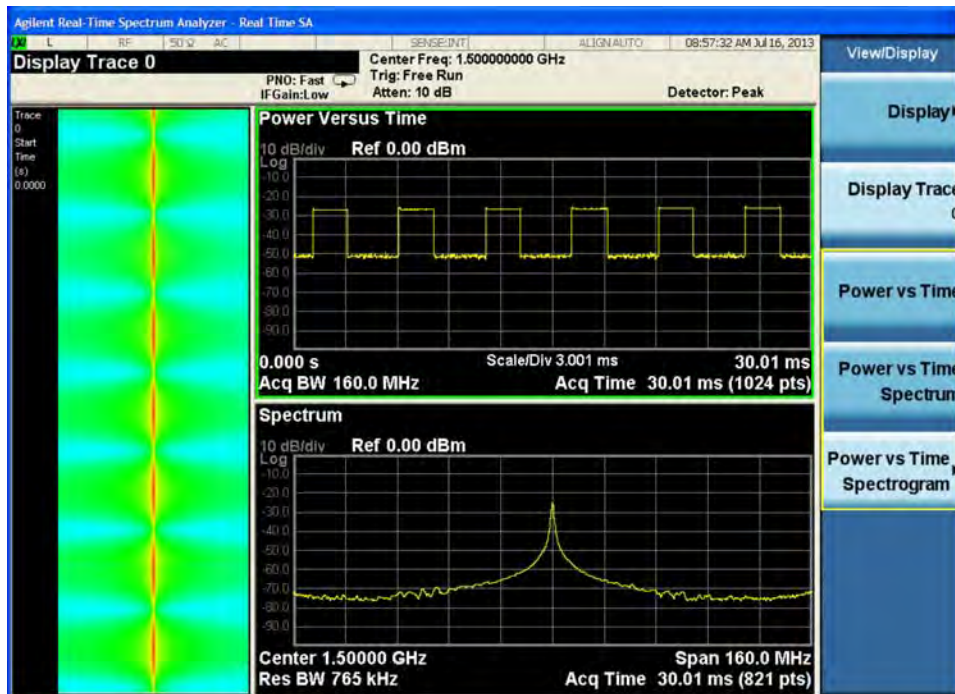 Agilent Real-Time Spectrum Analyzer - Real Time SA
L RF 50 Ω AC SENSE:INT ALIGN AUTO 08:57:32 AM Jul 16, 2013
Display Trace 0
Center Freq: 1.500000000 GHz
PNO: Fast Trig: Free Run
IFGain:Low Atten: 10 dB Detector: Peak
Trace
0
Start
Time
(s)
0.0000
Power Versus Time
10 dB/div Ref 0.00 dBm
Log
-10.0
-20.0
-30.0
-40.0
-50.0
-60.0
-70.0
-80.0
-90.0
0.000 s Scale/Div 3.001 ms 30.01 ms
Acq BW 160.0 MHz Acq Time 30.01 ms (1024 pts)
Spectrum
10 dB/div Ref 0.00 dBm
Log
-10.0
-20.0
-30.0
-40.0
-50.0
-60.0
-70.0
-80.0
-90.0
Center 1.50000 GHz Span 160.0 MHz
Res BW 765 kHz Acq Time 30.01 ms (821 pts)
View/Display
Display
Display Trace
Power vs Time
Power vs Time
Spectrum
Power vs Time
Spectrogram